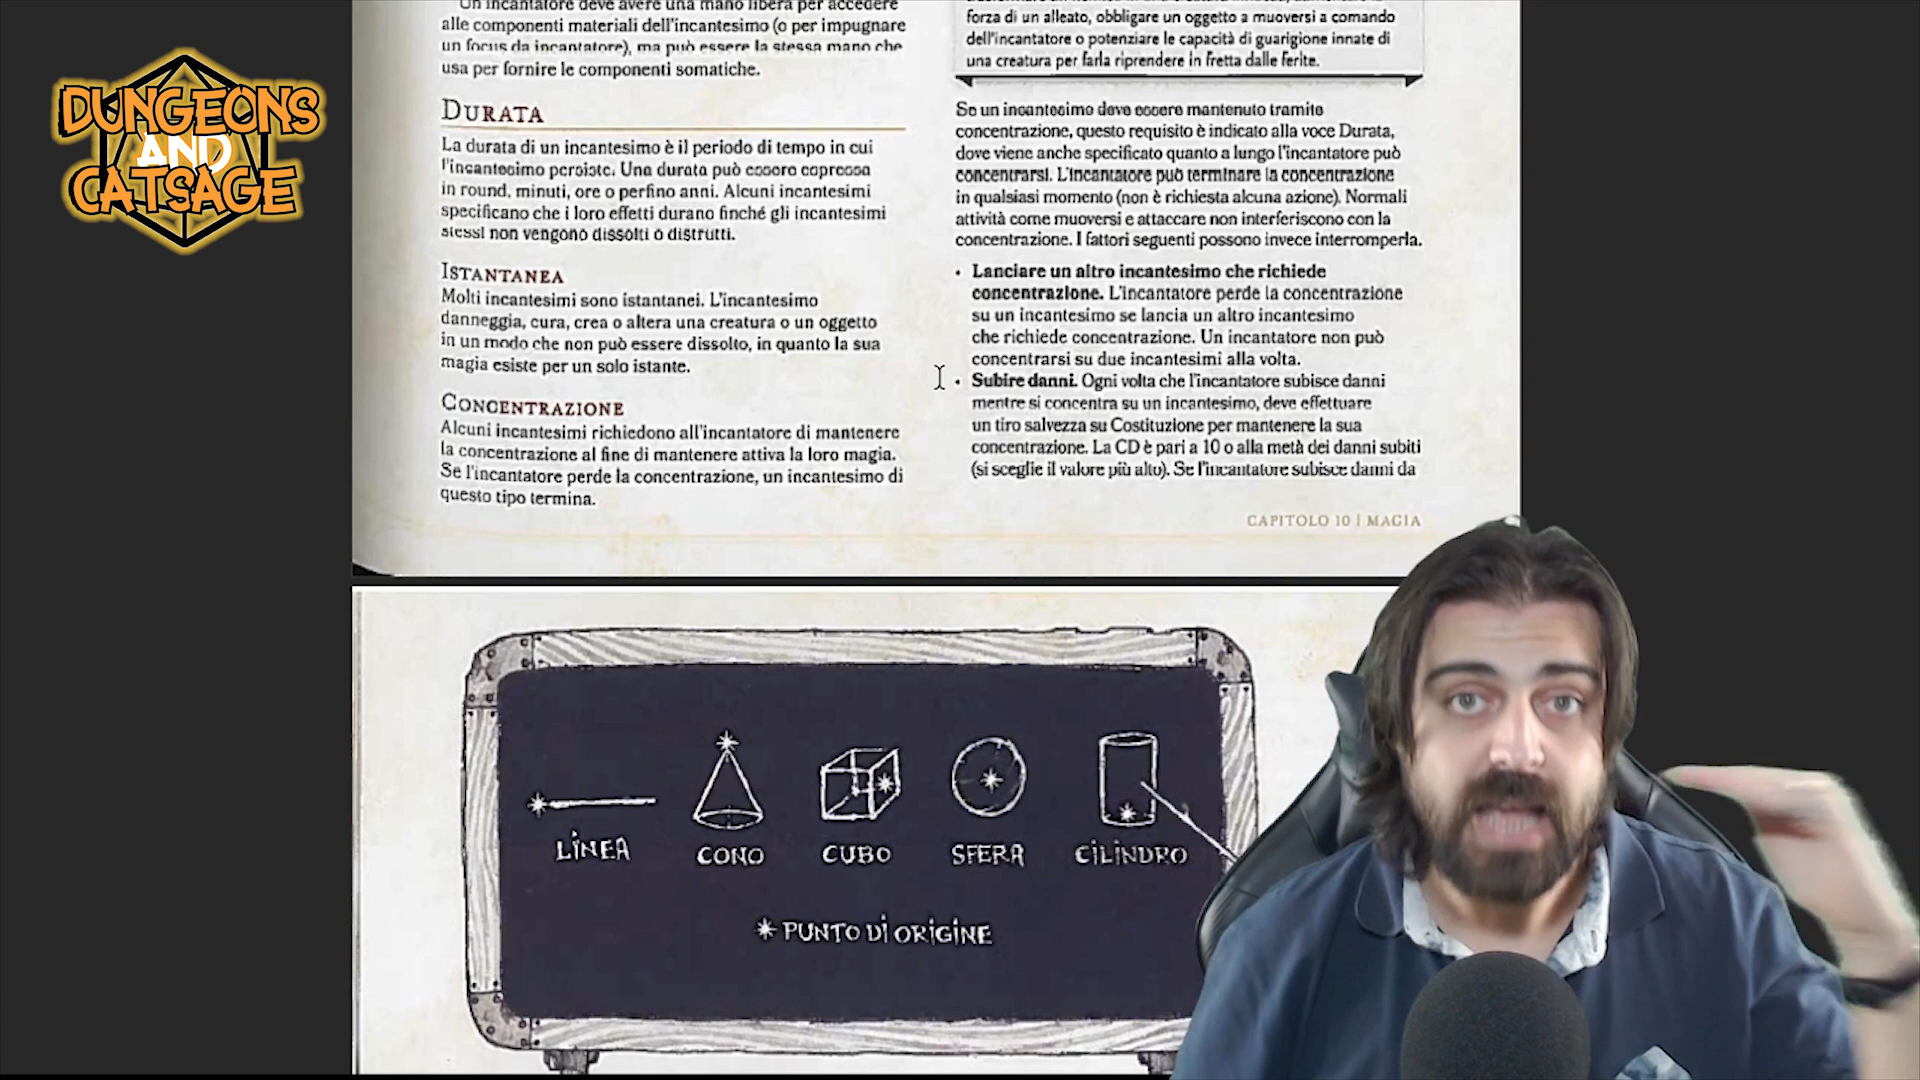 DUNGEONS
AND
CATSAGE
Un incantatore deve avere una mano libera per accedere
alle componenti materiali dell'incantesimo (o per impugnare
un focus da incantatore), ma può essere la stessa mano che
usa per fornire le componenti somatiche.
DURATA
La durata di un incantesimo è il periodo di tempo in cui
l'incantesimo persiste. Una durata può essere espressa
in round, minuti, ore o perfino anni. Alcuni incantesimi
specificano che i loro effetti durano finché gli incantesimi
stessi non vengono dissolti o distrutti.
ISTANTANEA
Molti incantesimi sono istantanei. L'incantesimo
danneggia, cura, crea o altera una creatura o un oggetto
in un modo che non può essere dissolto, in quanto la sua
magia esiste per un solo istante.
CONCENTRAZIONE
Alcuni incantesimi richiedono all'incantatore di mantenere
la concentrazione al fine di mantenere attiva la loro magia.
Se l'incantatore perde la concentrazione, un incantesimo di
questo tipo termina.
forza di un alleato, obbligare un oggetto a muoversi a comando
dell'incantatore o potenziare le capacità di guarigione innate di
una creatura per farla riprendere in fretta dalle ferite.
Se un incantesimo deve essere mantenuto tramite
concentrazione, questo requisito è indicato alla voce Durata,
dove viene anche specificato quanto a lungo l'incantatore può
concentrarsi. L'incantatore può terminare la concentrazione
in qualsiasi momento (non è richiesta alcuna azione). Normali
attività come muoversi e attaccare non interferiscono con la
concentrazione. I fattori seguenti possono invece interromperla.
• Lanciare un altro incantesimo che richiede
concentrazione. L'incantatore perde la concentrazione
su un incantesimo se lancia un altro incantesimo
che richiede concentrazione. Un incantatore non può
concentrarsi su due incantesimi alla volta.
• Subire danni. Ogni volta che l'incantatore subisce danni
mentre si concentra su un incantesimo, deve effettuare
un tiro salvezza su Costituzione per mantenere la sua
concentrazione. La CD è pari a 10 o alla metà dei danni subiti
(si sceglie il valore più alto). Se l'incantatore subisce danni da
CAPITOLO 10 | MAGIA
LINEA
CONO
CUBO
SFERA
CILINDRO
* PUNTO DI ORIGINE